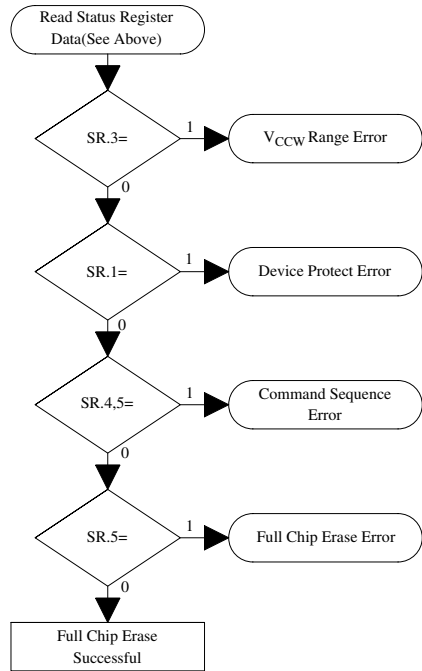 Read Status Register
Data(See Above)
SR.3=
1
VCCW Range Error
0
SR.1=
1
Device Protect Error
0
SR.4,5=
1
Command Sequence
Error
0
SR.5=
1
Full Chip Erase Error
0
Full Chip Erase
Successful